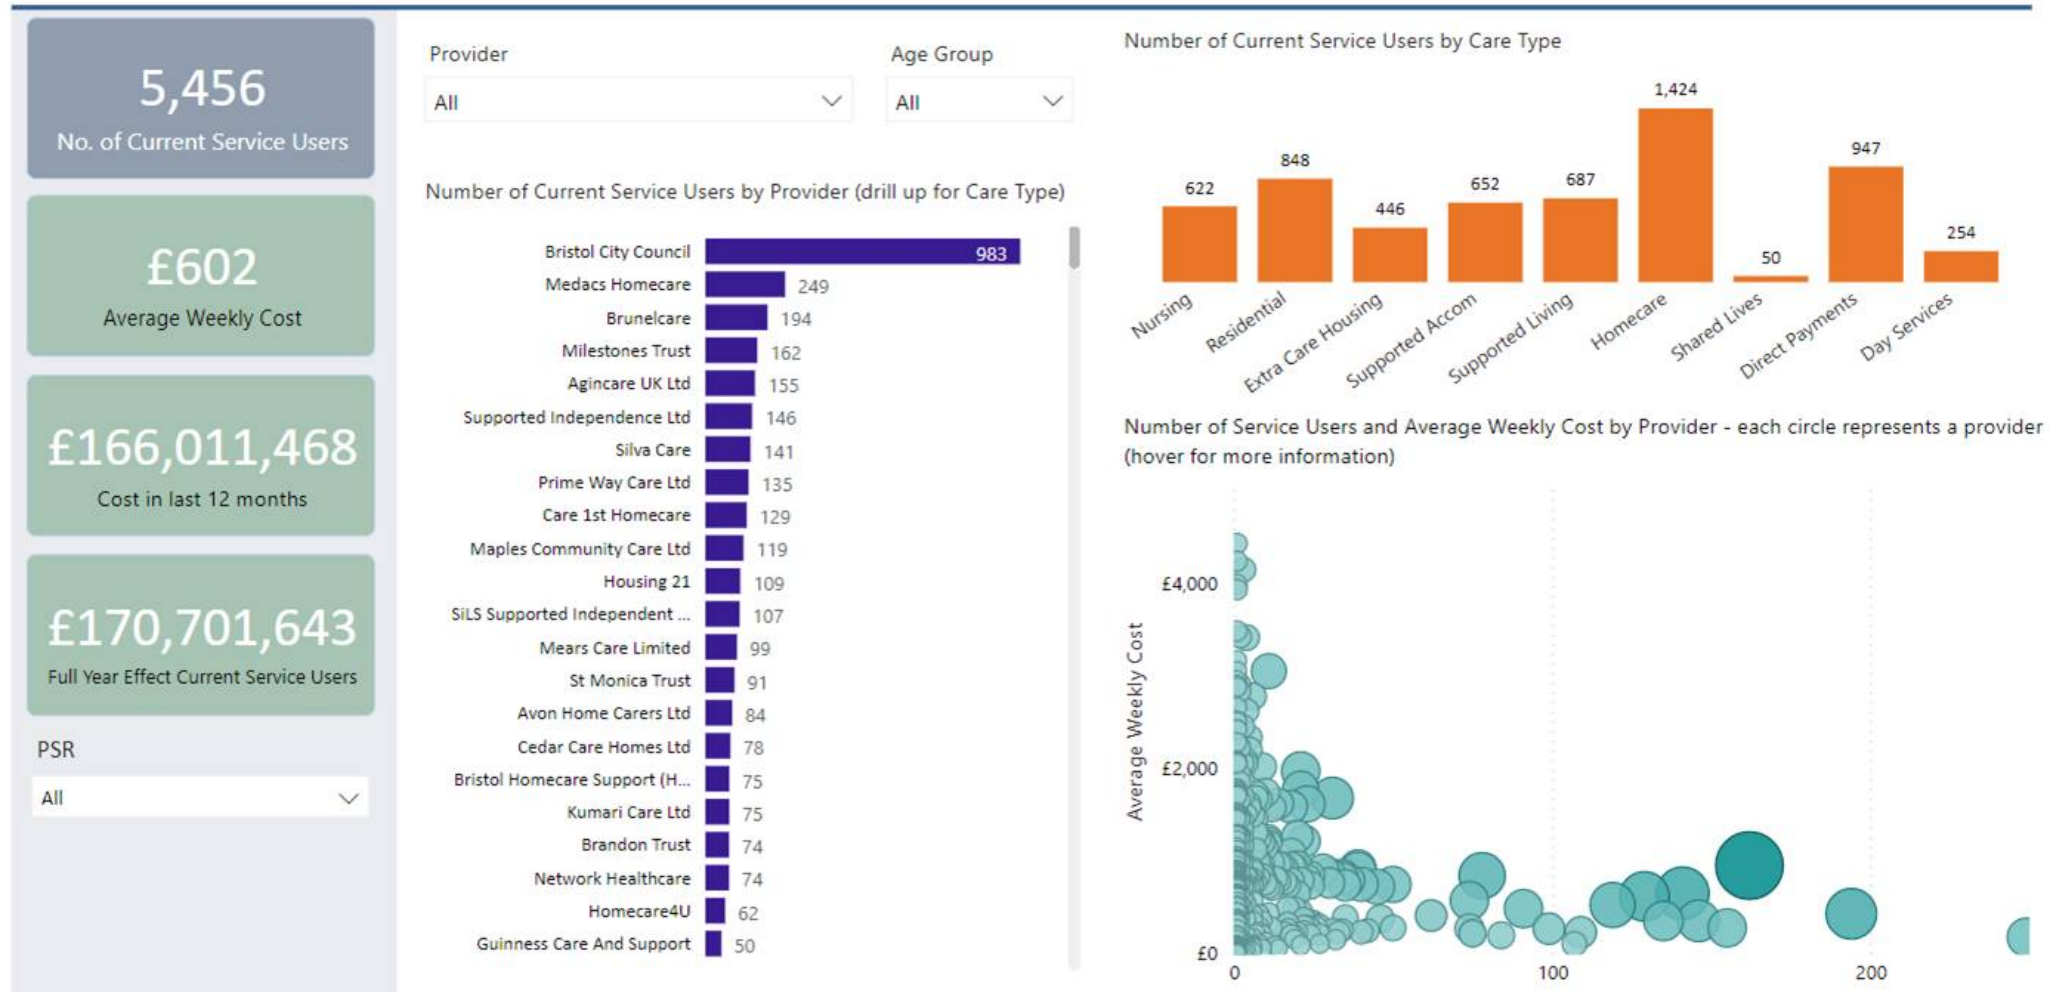 5,456
No. of Current Service Users
£602
Average Weekly Cost
£166,011,468
Cost in last 12 months
£170,701,643
Full Year Effect Current Service Users
PSR
All
Provider
All
Age Group
All
Number of Current Service Users by Provider (drill up for Care Type)
Bristol City Council 983
Medacs Homecare 249
Brunelcare 194
Milestones Trust 162
Agincare UK Ltd 155
Supported Independence Ltd 146
Silva Care 141
Prime Way Care Ltd 135
Care 1st Homecare 129
Maples Community Care Ltd 119
Housing 21 109
SiLS Supported Independent ... 107
Mears Care Limited 99
St Monica Trust 91
Avon Home Carers Ltd 84
Cedar Care Homes Ltd 78
Bristol Homecare Support (H... 75
Kumari Care Ltd 75
Brandon Trust 74
Network Healthcare 74
Homecare4U 62
Guinness Care And Support 50
Number of Current Service Users by Care Type
622
848
446
652
687
1,424
50
947
254
Nursing
Residential
Extra Care Housing
Supported Accom
Supported Living
Homecare
Shared Lives
Direct Payments
Day Services
Number of Service Users and Average Weekly Cost by Provider - each circle represents a provider
(hover for more information)
Average Weekly Cost
£4,000
£2,000
£0
0
100
200